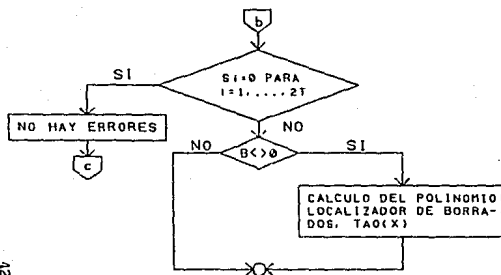 b
SI
Si=0 PARA
i=1,....,2T
NO HAY ERRORES
NO
c
NO
B<>0
SI
CALCULO DEL POLINOMIO
LOCALIZADOR DE BORRA-
DOS, TAO(X)